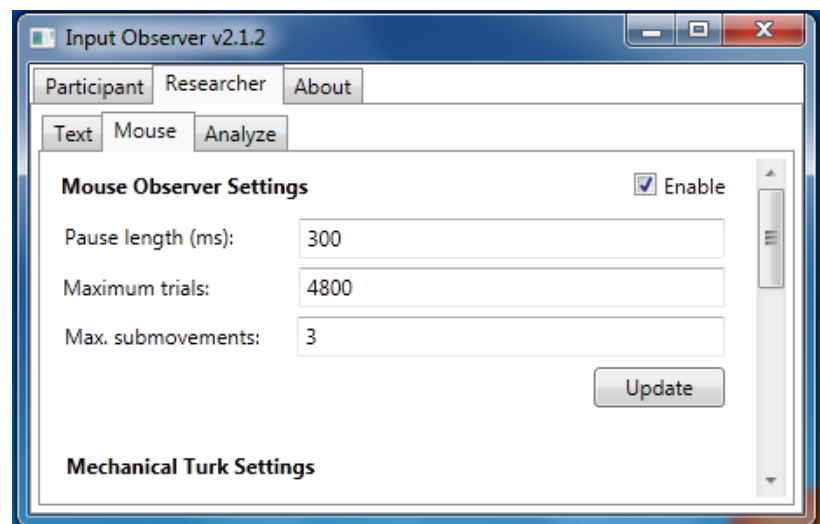 Input Observer v2.1.2
Participant Researcher About
Text Mouse Analyze
Mouse Observer Settings Enable
Pause length (ms): 300
Maximum trials: 4800
Max. submovements: 3
Update
Mechanical Turk Settings